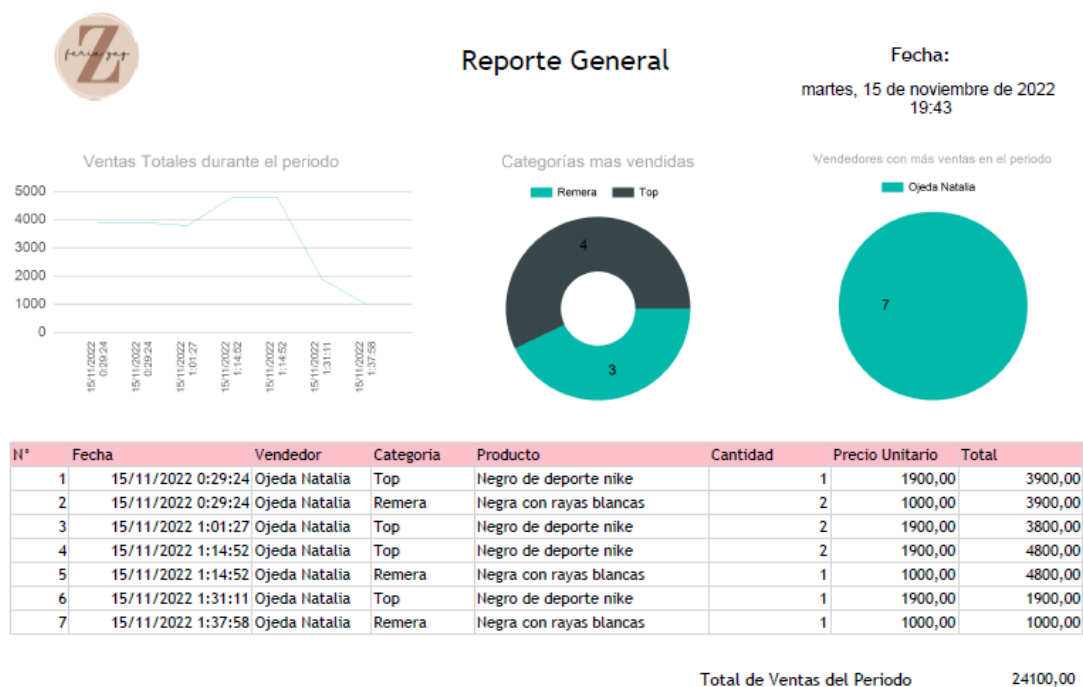 feria zay
Z
Reporte General
Fecha:
martes, 15 de noviembre de 2022
19:43
Ventas Totales durante el periodo
5000
4000
3000
2000
1000
0
15/11/2022 0:29:24
15/11/2022 0:29:24
15/11/2022 1:01:27
15/11/2022 1:14:52
15/11/2022 1:14:52
15/11/2022 1:31:11
15/11/2022 1:37:58
Categorías mas vendidas
Remera Top
4
3
Vendedores con más ventas en el periodo
Ojeda Natalia
7
N° Fecha Vendedor Categoria Producto Cantidad Precio Unitario Total
1 15/11/2022 0:29:24 Ojeda Natalia Top Negro de deporte nike 1 1900,00 3900,00
2 15/11/2022 0:29:24 Ojeda Natalia Remera Negra con rayas blancas 2 1000,00 3900,00
3 15/11/2022 1:01:27 Ojeda Natalia Top Negro de deporte nike 2 1900,00 3800,00
4 15/11/2022 1:14:52 Ojeda Natalia Top Negro de deporte nike 2 1900,00 4800,00
5 15/11/2022 1:14:52 Ojeda Natalia Remera Negra con rayas blancas 1 1000,00 4800,00
6 15/11/2022 1:31:11 Ojeda Natalia Top Negro de deporte nike 1 1900,00 1900,00
7 15/11/2022 1:37:58 Ojeda Natalia Remera Negra con rayas blancas 1 1000,00 1000,00
Total de Ventas del Periodo 24100,00